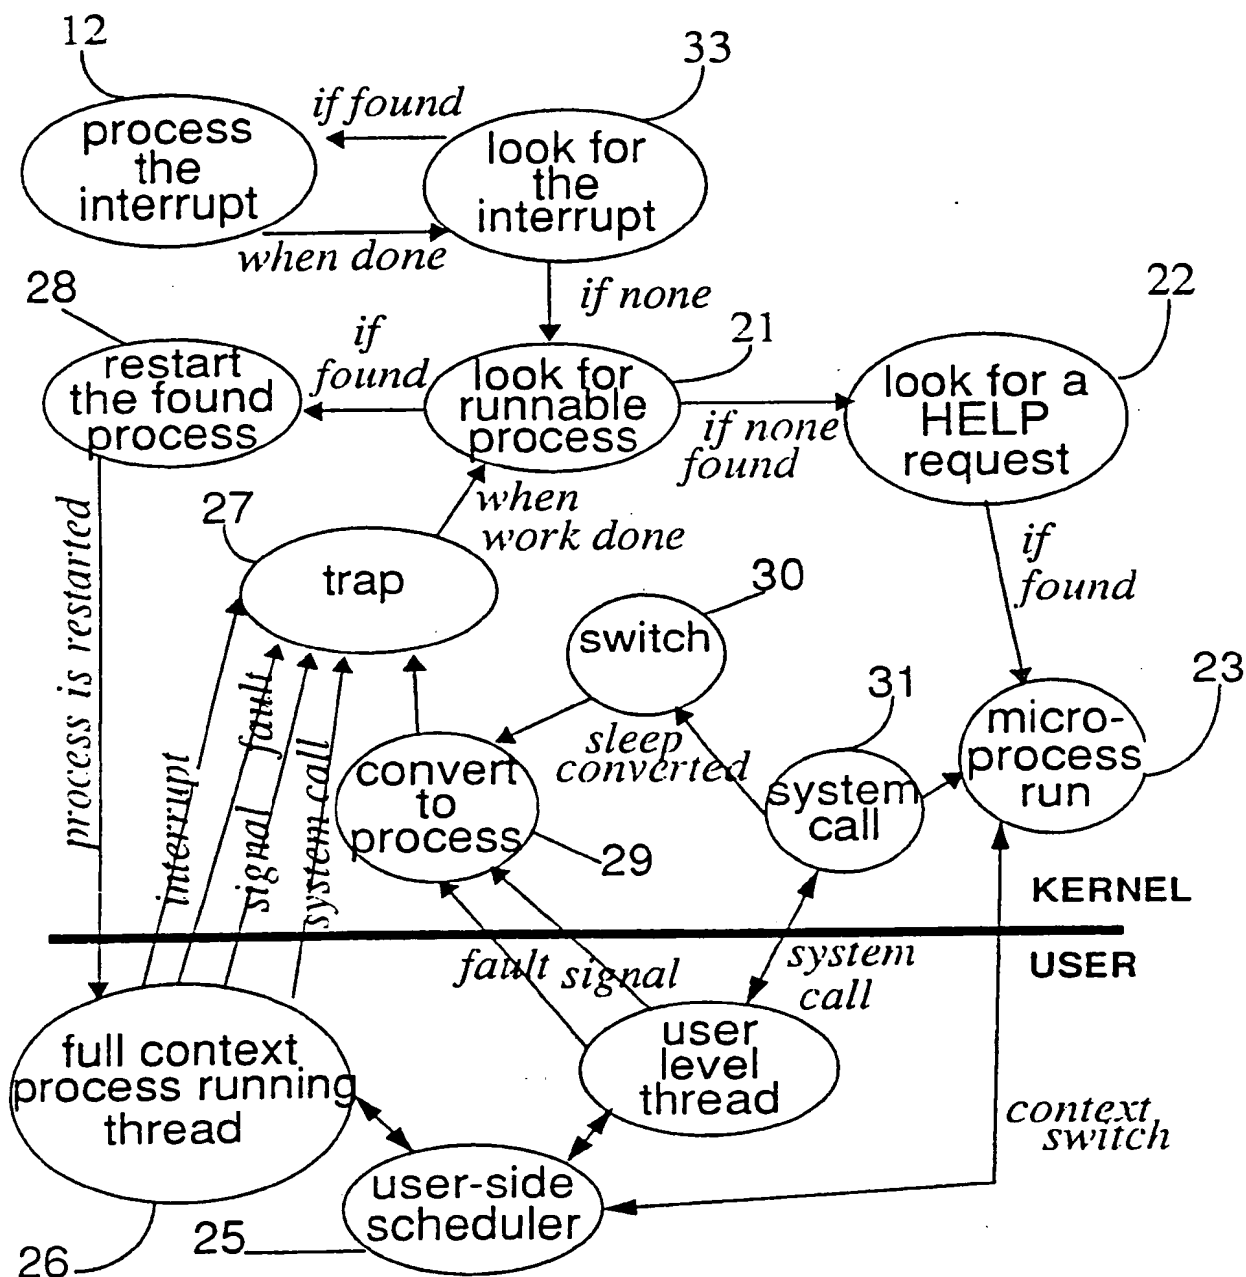 12
33
if found
process
the
interrupt
look for
the
interrupt
when done
if none
28
22
21
if
found
restart
the found
process
look for
runnable
process
if none
found
look for a
HELP
request
when
work done
27
trap
process is restarted
if
found
30
switch
31
23
micro-
process
run
sleep
converted
convert
to
process
system
call
29
interrupt
fault
signal
system call
KERNEL
USER
fault
signal
system
call
user
level
thread
full context
process running
thread
context
switch
user-side
scheduler
25
26